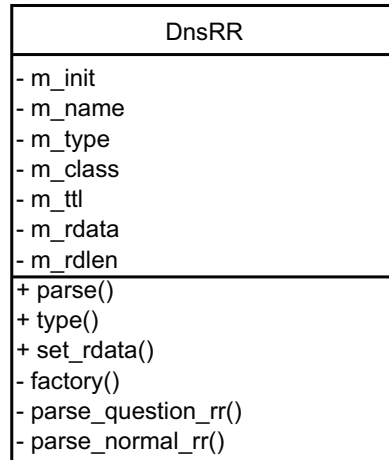 DnsRR
- m_init
- m_name
- m_type
- m_class
- m_ttl
- m_rdata
- m_rdlen
+ parse()
+ type()
+ set_rdata()
- factory()
- parse_question_rr()
- parse_normal_rr()